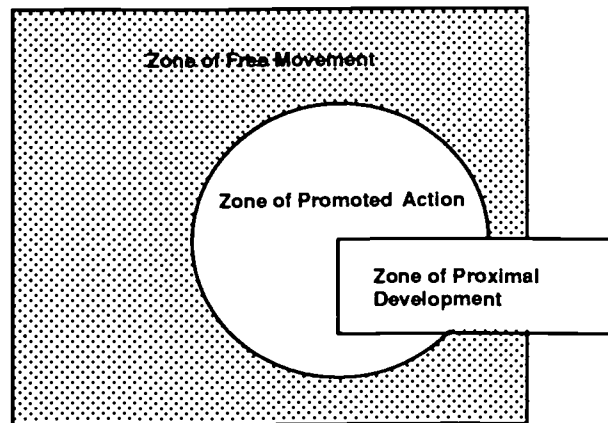 Zone of Free Movement
Zone of Promoted Action
Zone of Proximal
Development